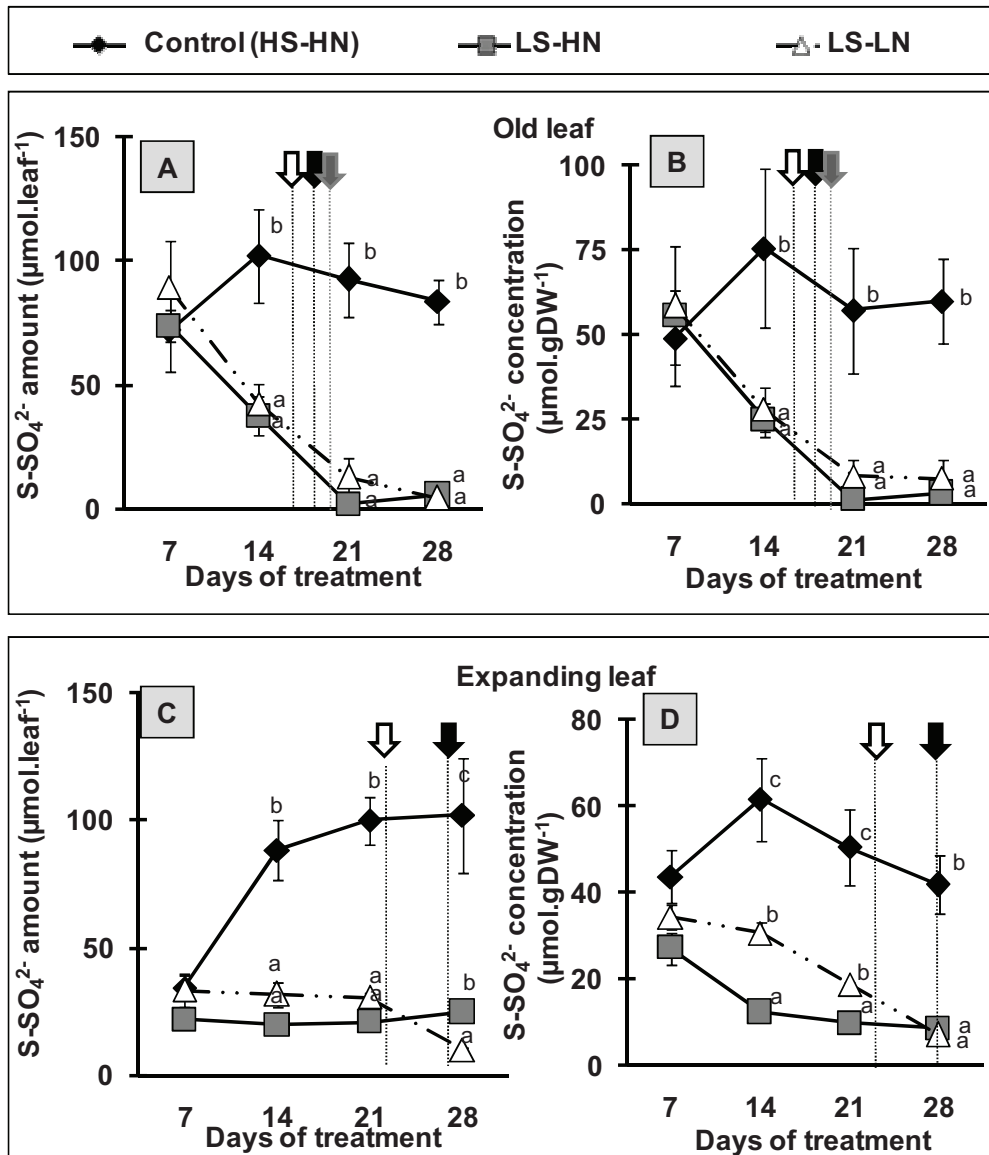 Control (HS-HN) LS-HN LS-LN
Old leaf
A
S-SO₄²⁻ amount (µmol.leaf⁻¹)
150
100
50
0
b
b
b
a
a
a
a
a
a
7 14 21 28
Days of treatment
B
S-SO₄²⁻ concentration
(µmol.gDW⁻¹)
100
75
50
25
0
b
b
b
a
a
a
a
a
a
7 14 21 28
Days of treatment
Expanding leaf
C
S-SO₄²⁻ amount (µmol.leaf⁻¹)
150
100
50
0
b
b
c
a
a
a
a
b
a
7 14 21 28
Days of treatment
D
S-SO₄²⁻ concentration
(µmol.gDW⁻¹)
80
60
40
20
0
c
c
b
b
b
a
a
a
a
7 14 21 28
Days of treatment